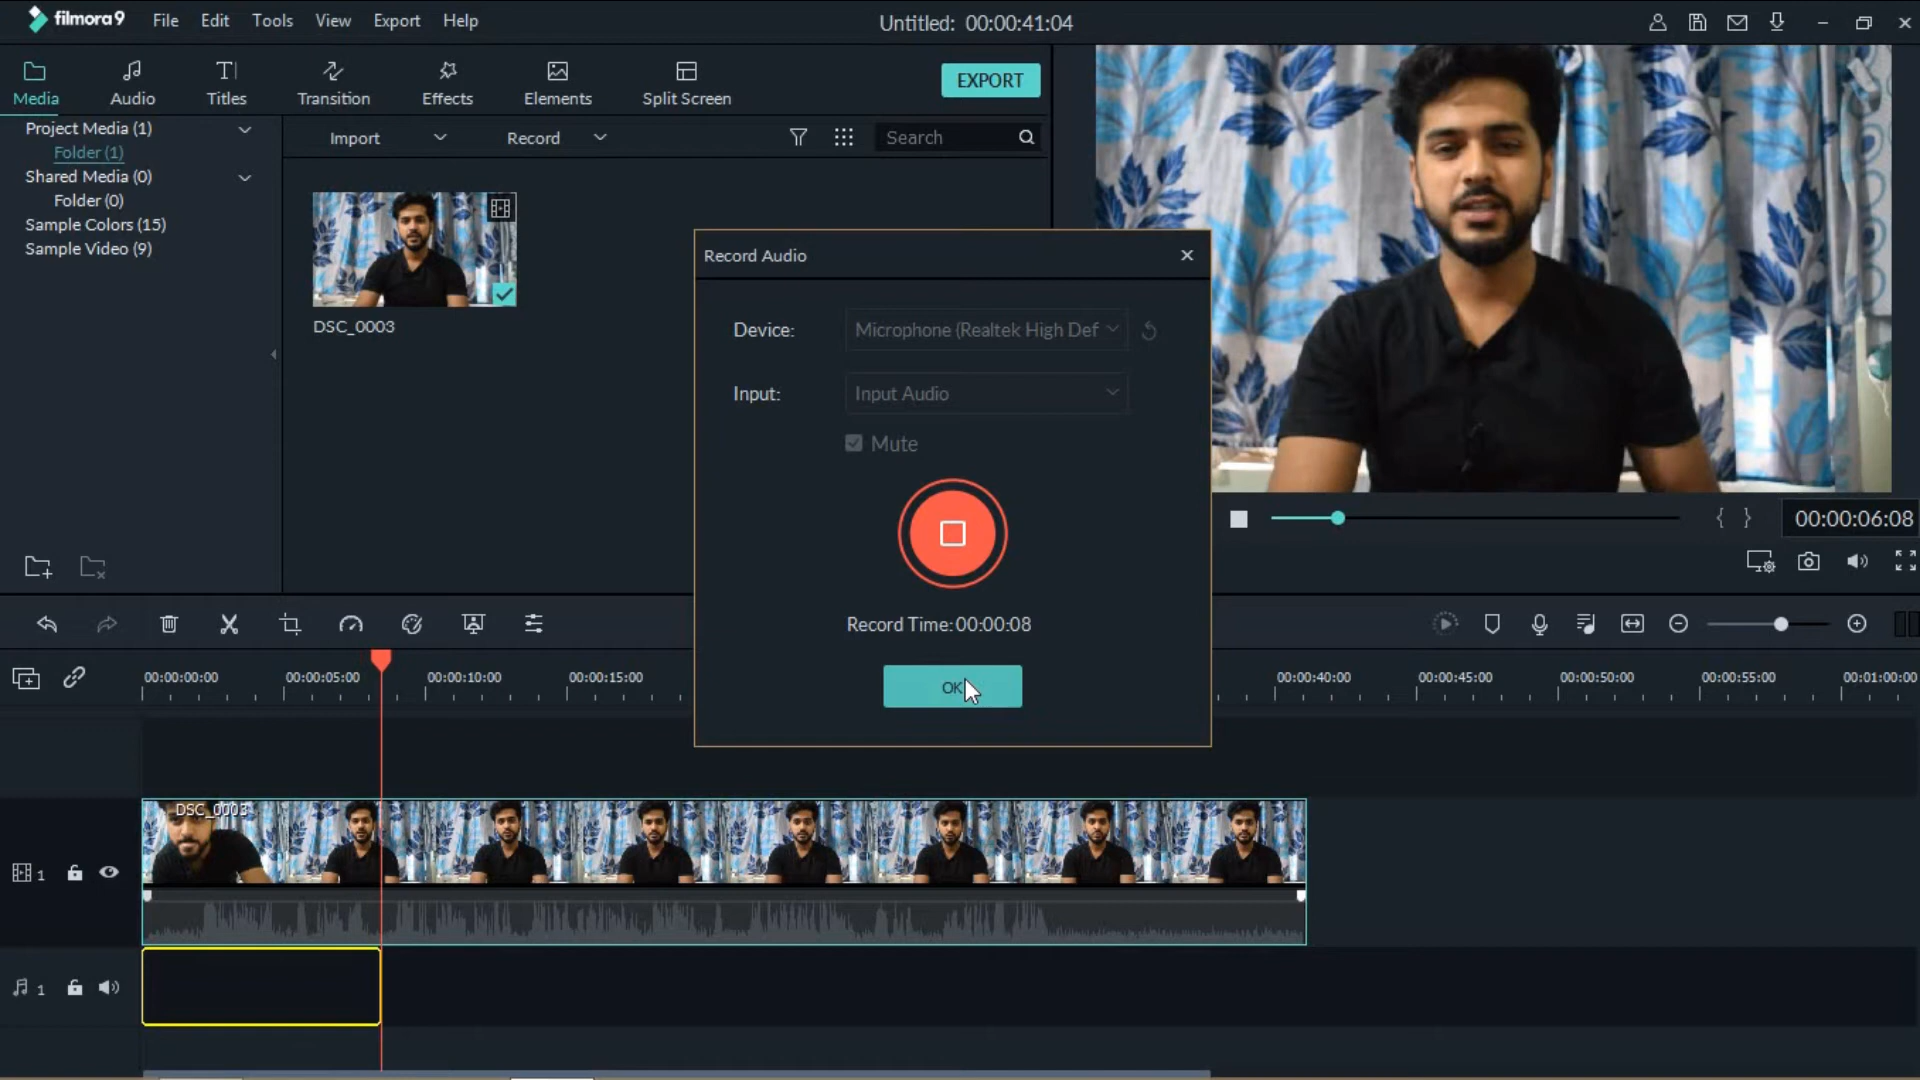 filmora9 File Edit Tools View Export Help Untitled: 00:00:41:04
Media Audio Titles Transition Effects Elements Split Screen EXPORT
Project Media (1)
Folder (1)
Shared Media (0)
Folder (0)
Sample Colors (15)
Sample Video (9)
Import Record Search
DSC_0003
Record Audio
Device: Microphone (Realtek High Def
Input: Input Audio
Mute
Record Time:00:00:08
OK
{ } 00:00:06:08
00:00:00:00 00:00:05:00 00:00:10:00 00:00:15:00 00:00:40:00 00:00:45:00 00:00:50:00 00:00:55:00 00:01:00:00
DSC_0003
1
1